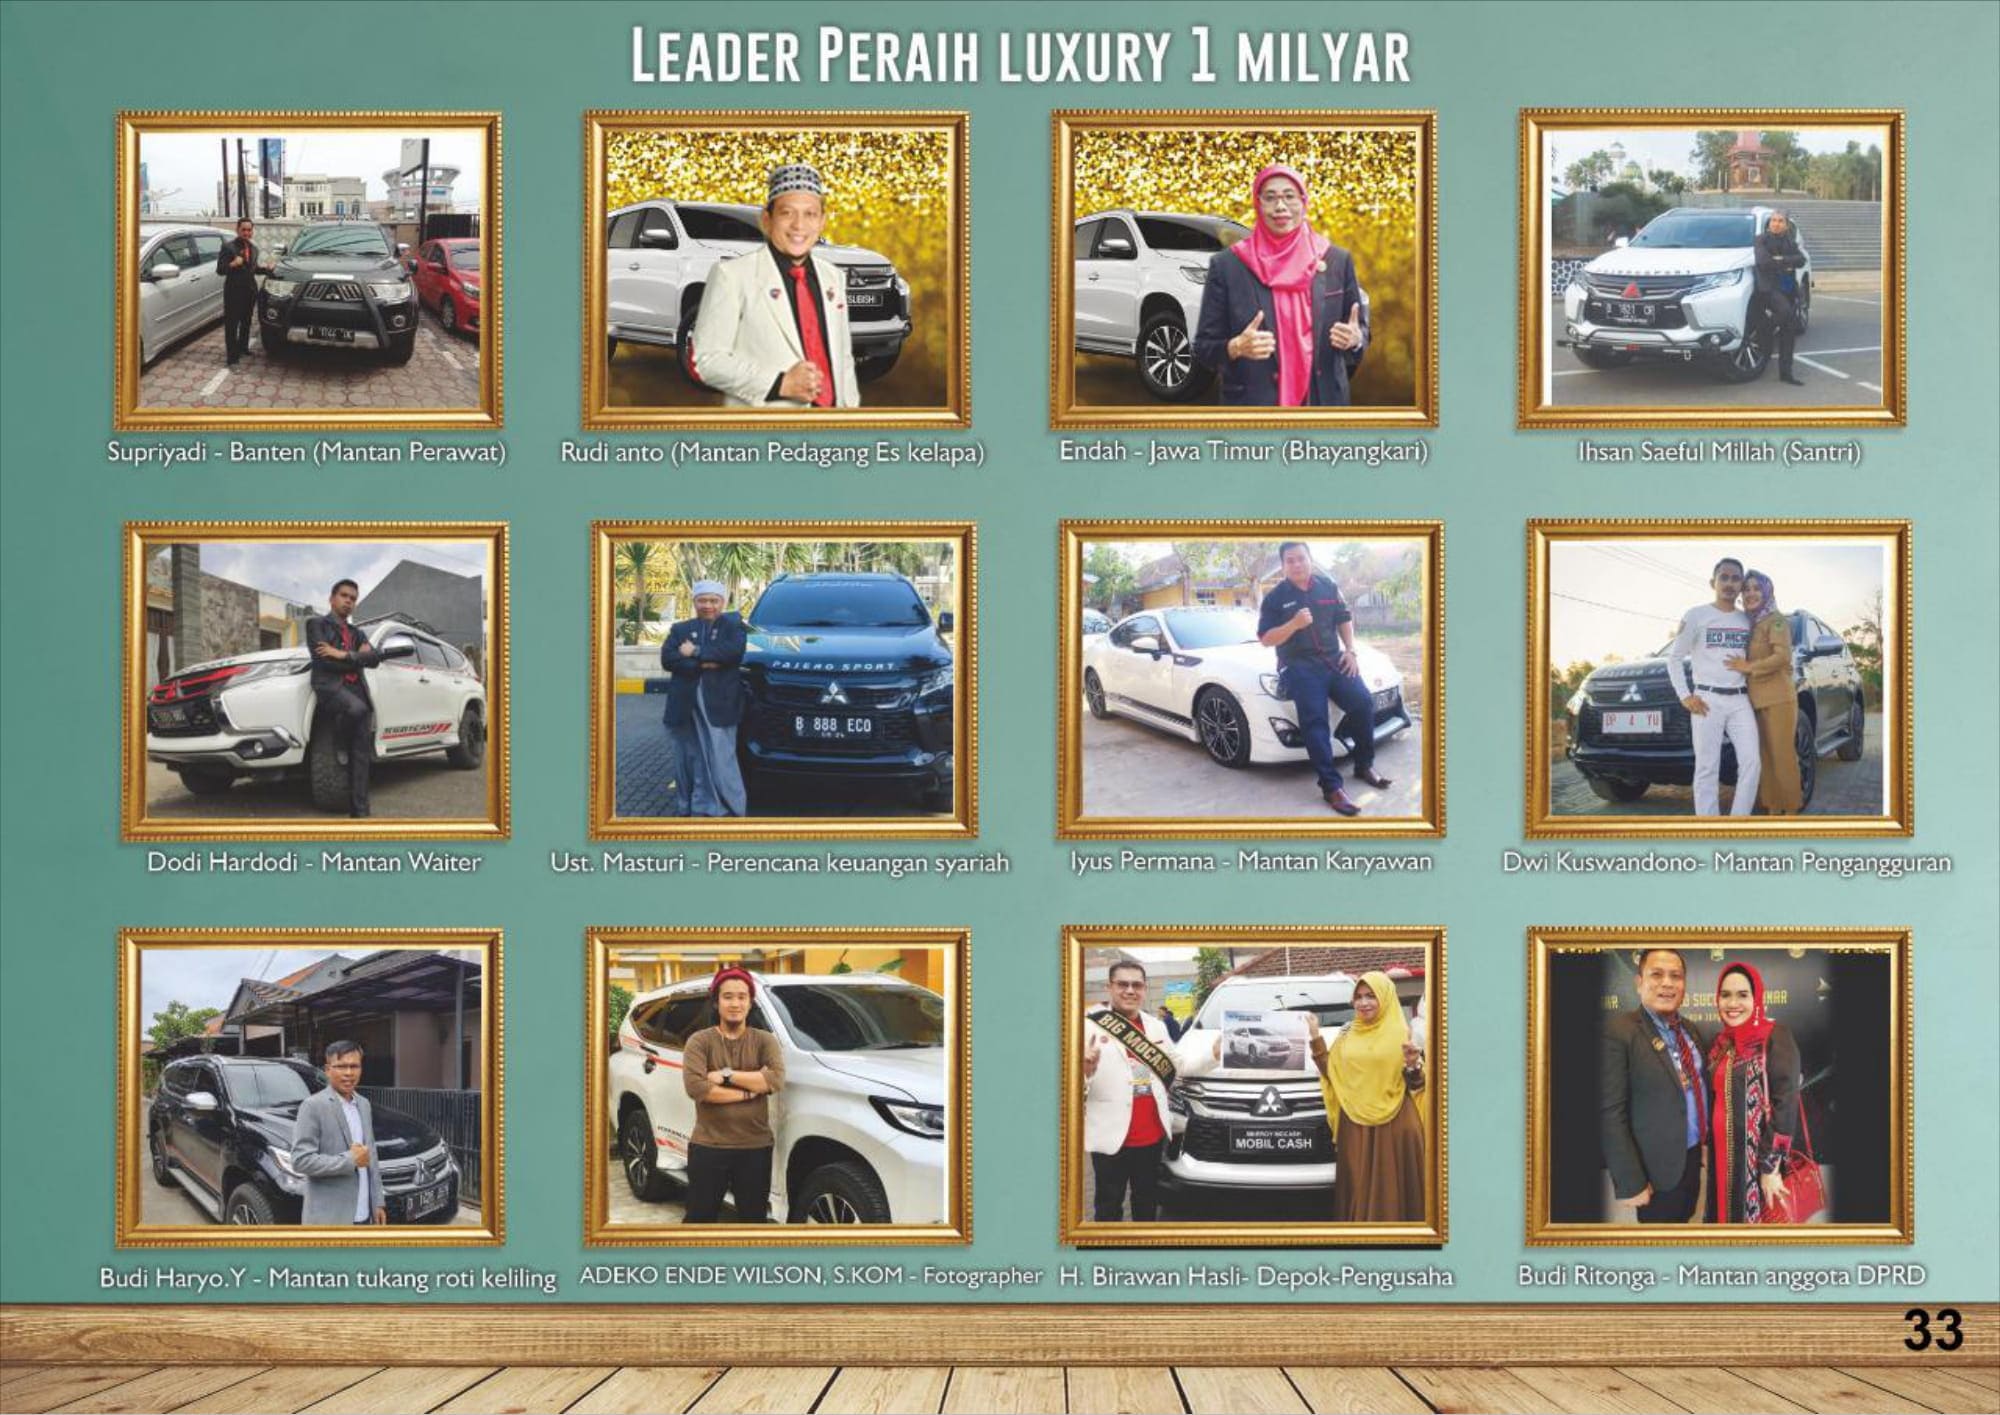 LEADER PERAIH LUXURY 1 MILYAR
Supriyadi - Banten (Mantan Perawat)
Rudi anto (Mantan Pedagang Es kelapa)
Endah - Jawa Timur (Bhayangkari)
Ihsan Saeful Millah (Santri)
PAJERO SPORT
B 888 ECO
DP 4 YU
Dodi Hardodi - Mantan Waiter
Ust. Masturi - Perencana keuangan syariah
Iyus Permana - Mantan Karyawan
Dwi Kuswandono- Mantan Pengangguran
BIG MOCASH
MOBIL CASH
Budi Haryo.Y - Mantan tukang roti keliling
ADEKO ENDE WILSON, S.KOM - Fotographer
H. Birawan Hasli- Depok-Pengusaha
Budi Ritonga - Mantan anggota DPRD
33